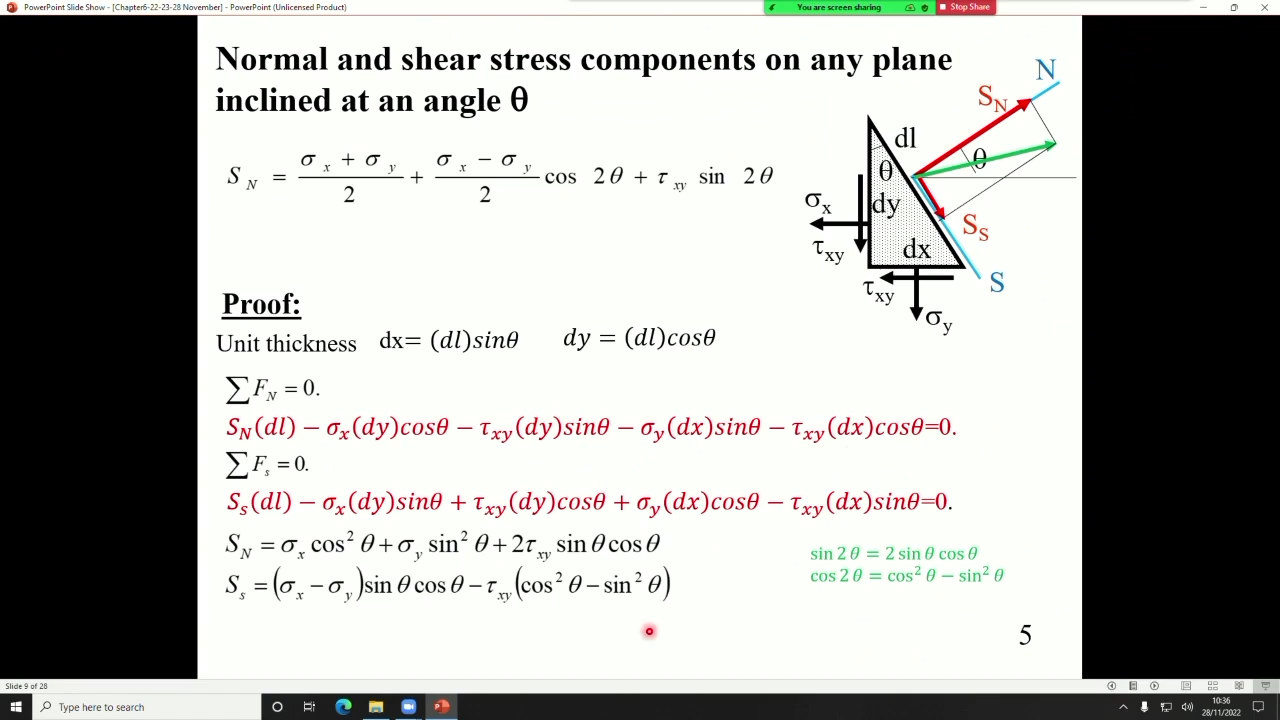 PowerPoint Slide Show - [Chapter6-22-23-28 November] - PowerPoint (Unlicensed Product)
You are screen sharing
Stop Share
Normal and shear stress components on any plane
inclined at an angle θ
S_N = (σ_x + σ_y)/2 + (σ_x − σ_y)/2 cos 2θ + τ_xy sin 2θ
N
S_N
dl
θ
θ
σ_x
dy
S_S
τ_xy
dx
τ_xy
S
σ_y
Proof:
Unit thickness dx= (dl)sinθ dy = (dl)cosθ
∑ F_N = 0.
S_N(dl) − σ_x(dy)cosθ − τ_xy(dy)sinθ − σ_y(dx)sinθ − τ_xy(dx)cosθ=0.
∑ F_s = 0.
S_s(dl) − σ_x(dy)sinθ + τ_xy(dy)cosθ + σ_y(dx)cosθ − τ_xy(dx)sinθ=0.
S_N = σ_x cos² θ + σ_y sin² θ + 2τ_xy sin θ cos θ
S_s = (σ_x − σ_y)sin θ cos θ − τ_xy(cos² θ − sin² θ)
sin 2θ = 2 sin θ cos θ
cos 2θ = cos² θ − sin² θ
5
Slide 9 of 28
Type here to search
10:36
28/11/2022